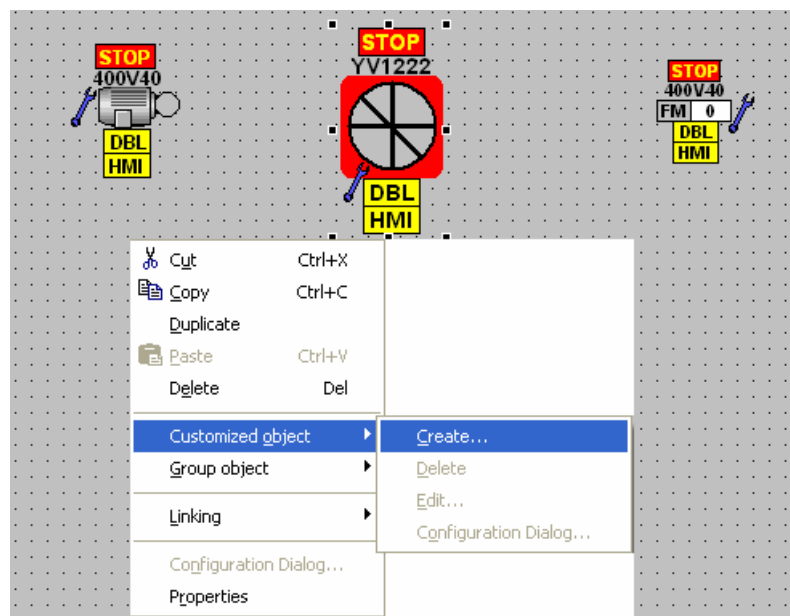 STOP
400V40
DBL
HMI
STOP
YV1222
DBL
HMI
STOP
400V40
FM 0
DBL
HMI
Cut Ctrl+X
Copy Ctrl+C
Duplicate
Paste Ctrl+V
Delete Del
Customized object
Create...
Group object
Delete
Edit...
Linking
Configuration Dialog...
Configuration Dialog...
Properties